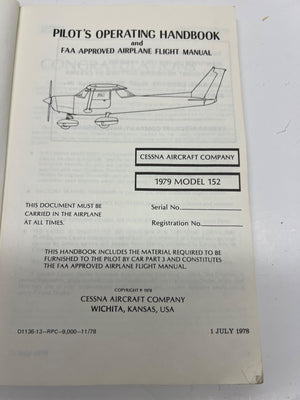 PILOT'S OPERATING HANDBOOK
and
FAA APPROVED AIRPLANE FLIGHT MANUAL
CESSNA AIRCRAFT COMPANY
1979 MODEL 152
THIS DOCUMENT MUST BE
CARRIED IN THE AIRPLANE
AT ALL TIMES.
Serial No.
Registration No.
THIS HANDBOOK INCLUDES THE MATERIAL REQUIRED TO BE
FURNISHED TO THE PILOT BY CAR PART 3 AND CONSTITUTES
THE FAA APPROVED AIRPLANE FLIGHT MANUAL.
COPYRIGHT © 1978
CESSNA AIRCRAFT COMPANY
WICHITA, KANSAS, USA
D1136-13-RPC-9,000-11/78
1 JULY 1978